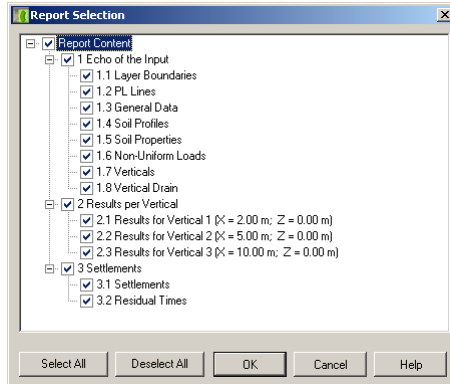 Report Selection
Report Content
1 Echo of the Input
1.1 Layer Boundaries
1.2 PL Lines
1.3 General Data
1.4 Soil Profiles
1.5 Soil Properties
1.6 Non-Uniform Loads
1.7 Verticals
1.8 Vertical Drain
2 Results per Vertical
2.1 Results for Vertical 1 (X = 2.00 m; Z = 0.00 m)
2.2 Results for Vertical 2 (X = 5.00 m; Z = 0.00 m)
2.3 Results for Vertical 3 (X = 10.00 m; Z = 0.00 m)
3 Settlements
3.1 Settlements
3.2 Residual Times
Select All Deselect All OK Cancel Help